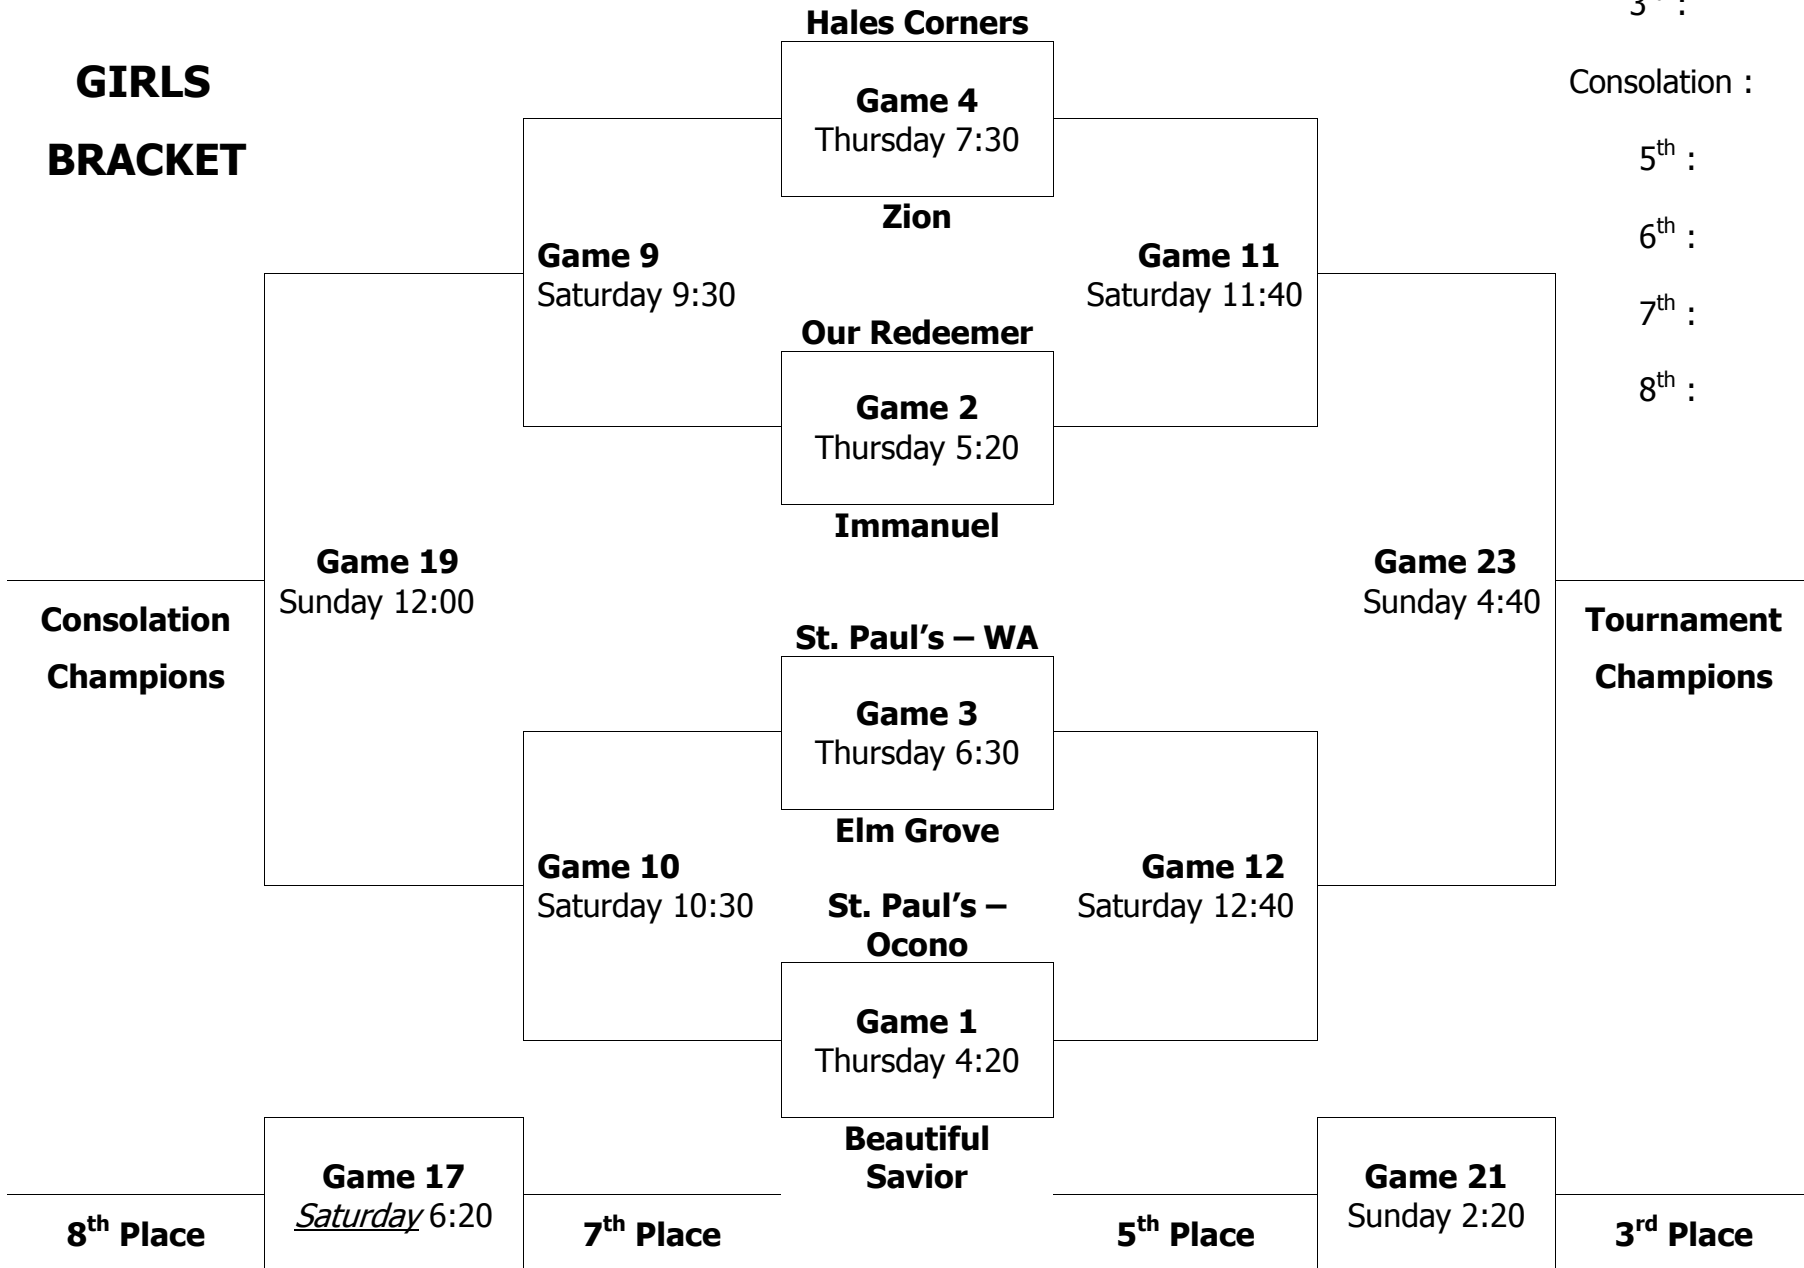 3rd :
Hales Corners
GIRLS
BRACKET
Game 4
Thursday 7:30
Zion
Consolation :
5th :
6th :
7th :
8th :
Game 9
Saturday 9:30
Game 11
Saturday 11:40
Our Redeemer
Game 2
Thursday 5:20
Immanuel
Game 19
Sunday 12:00
Game 23
Sunday 4:40
Consolation
Champions
Tournament
Champions
St. Paul’s – WA
Game 3
Thursday 6:30
Elm Grove
Game 10
Saturday 10:30
Game 12
Saturday 12:40
St. Paul’s –
Ocono
Game 1
Thursday 4:20
Beautiful
Savior
Game 17
Saturday 6:20
Game 21
Sunday 2:20
8th Place
7th Place
5th Place
3rd Place